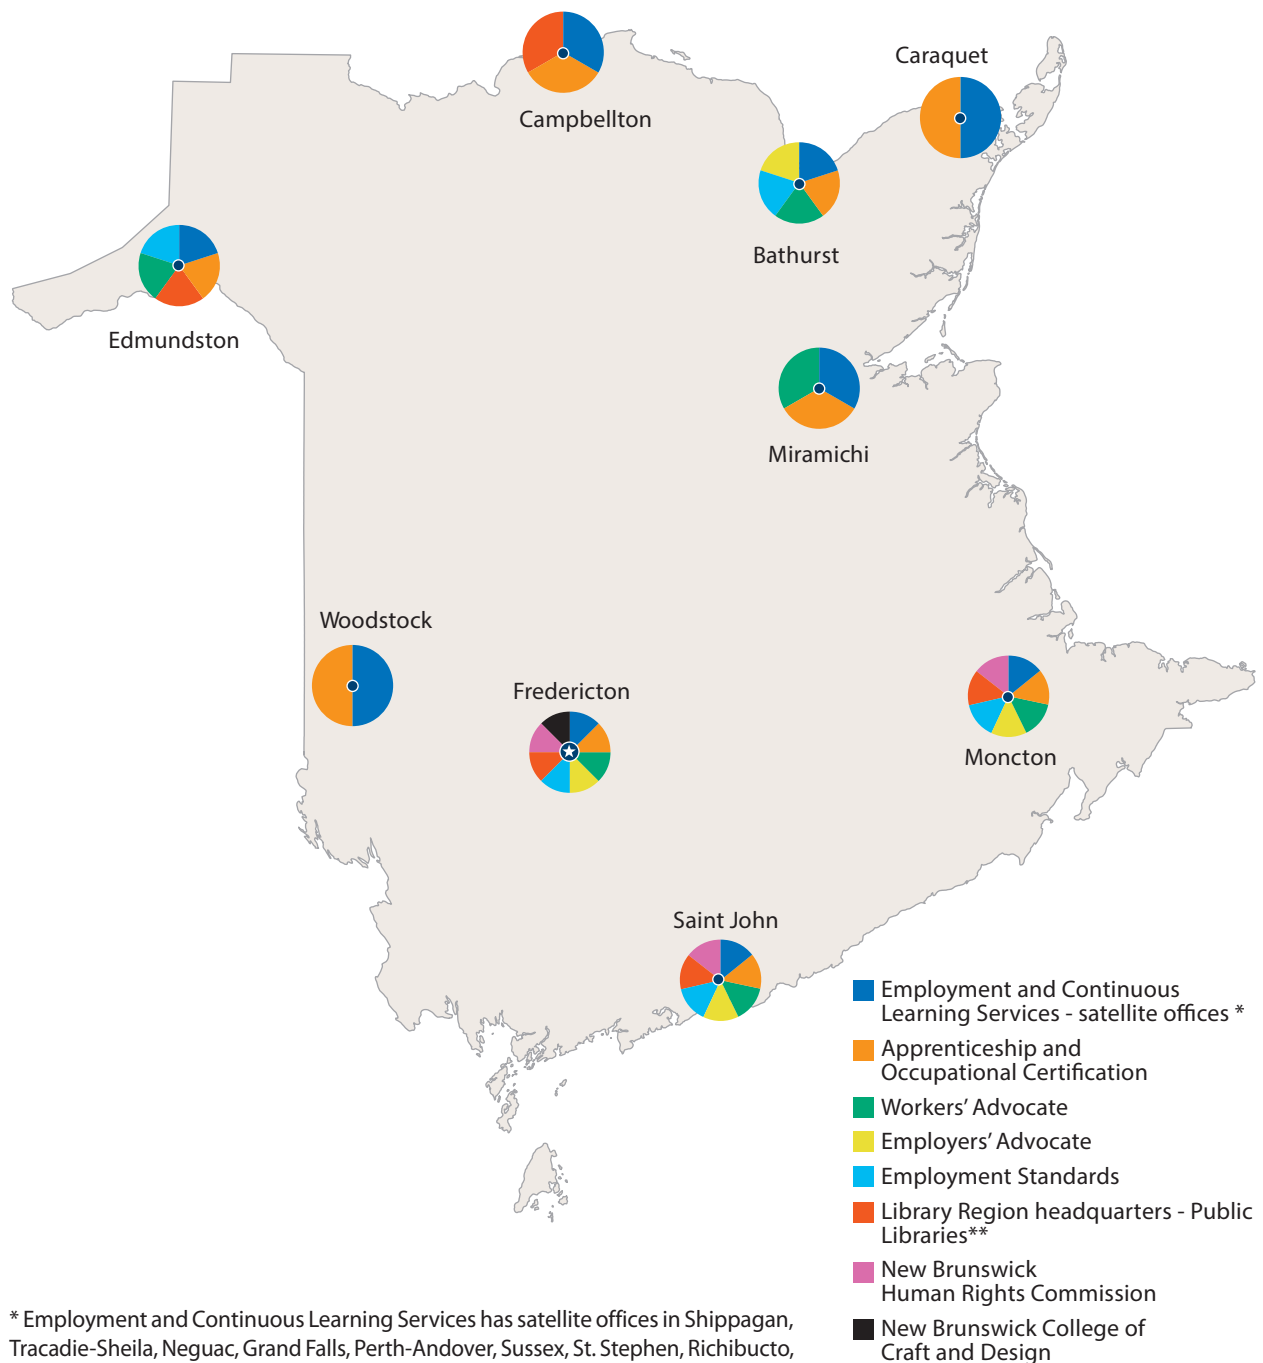 Caraquet
Campbellton
Bathurst
Edmundston
Miramichi
Woodstock
Fredericton
Moncton
Saint John
Employment and Continuous
Learning Services - satellite offices *
Apprenticeship and
Occupational Certification
Workers' Advocate
Employers' Advocate
Employment Standards
Library Region headquarters - Public
Libraries**
New Brunswick
Human Rights Commission
New Brunswick College of
Craft and Design
* Employment and Continuous Learning Services has satellite offices in Shippagan,
Tracadie-Sheila, Neguac, Grand Falls, Perth-Andover, Sussex, St. Stephen, Richibucto,